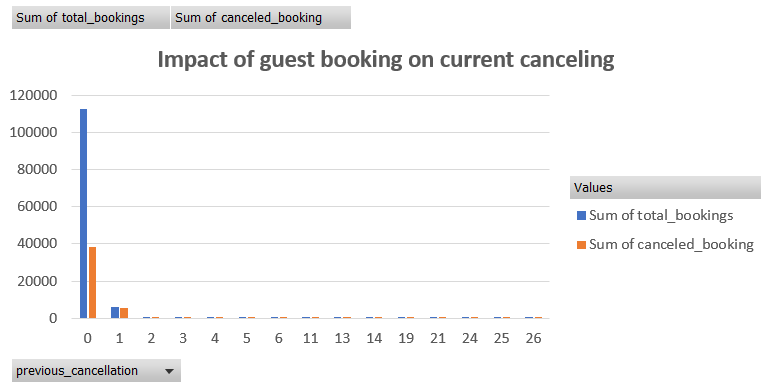 Sum of total_bookings Sum of canceled_booking
Impact of guest booking on current canceling
120000
100000
80000
60000
40000
20000
0
0 1 2 3 4 5 6 11 13 14 19 21 24 25 26
Values
Sum of total_bookings
Sum of canceled_booking
previous_cancellation